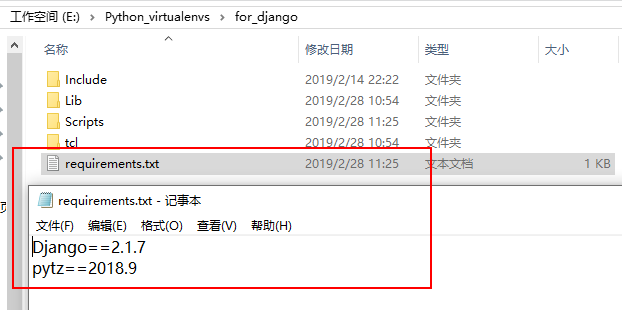 工作空间 (E:) › Python_virtualenvs › for_django
名称 修改日期 类型 大小
Include 2019/2/14 22:22 文件夹
Lib 2019/2/28 10:54 文件夹
Scripts 2019/2/28 11:25 文件夹
tcl 2019/2/28 10:54 文件夹
requirements.txt 2019/2/28 11:25 文本文档 1 KB
requirements.txt - 记事本
文件(F) 编辑(E) 格式(O) 查看(V) 帮助(H)
Django==2.1.7
pytz==2018.9